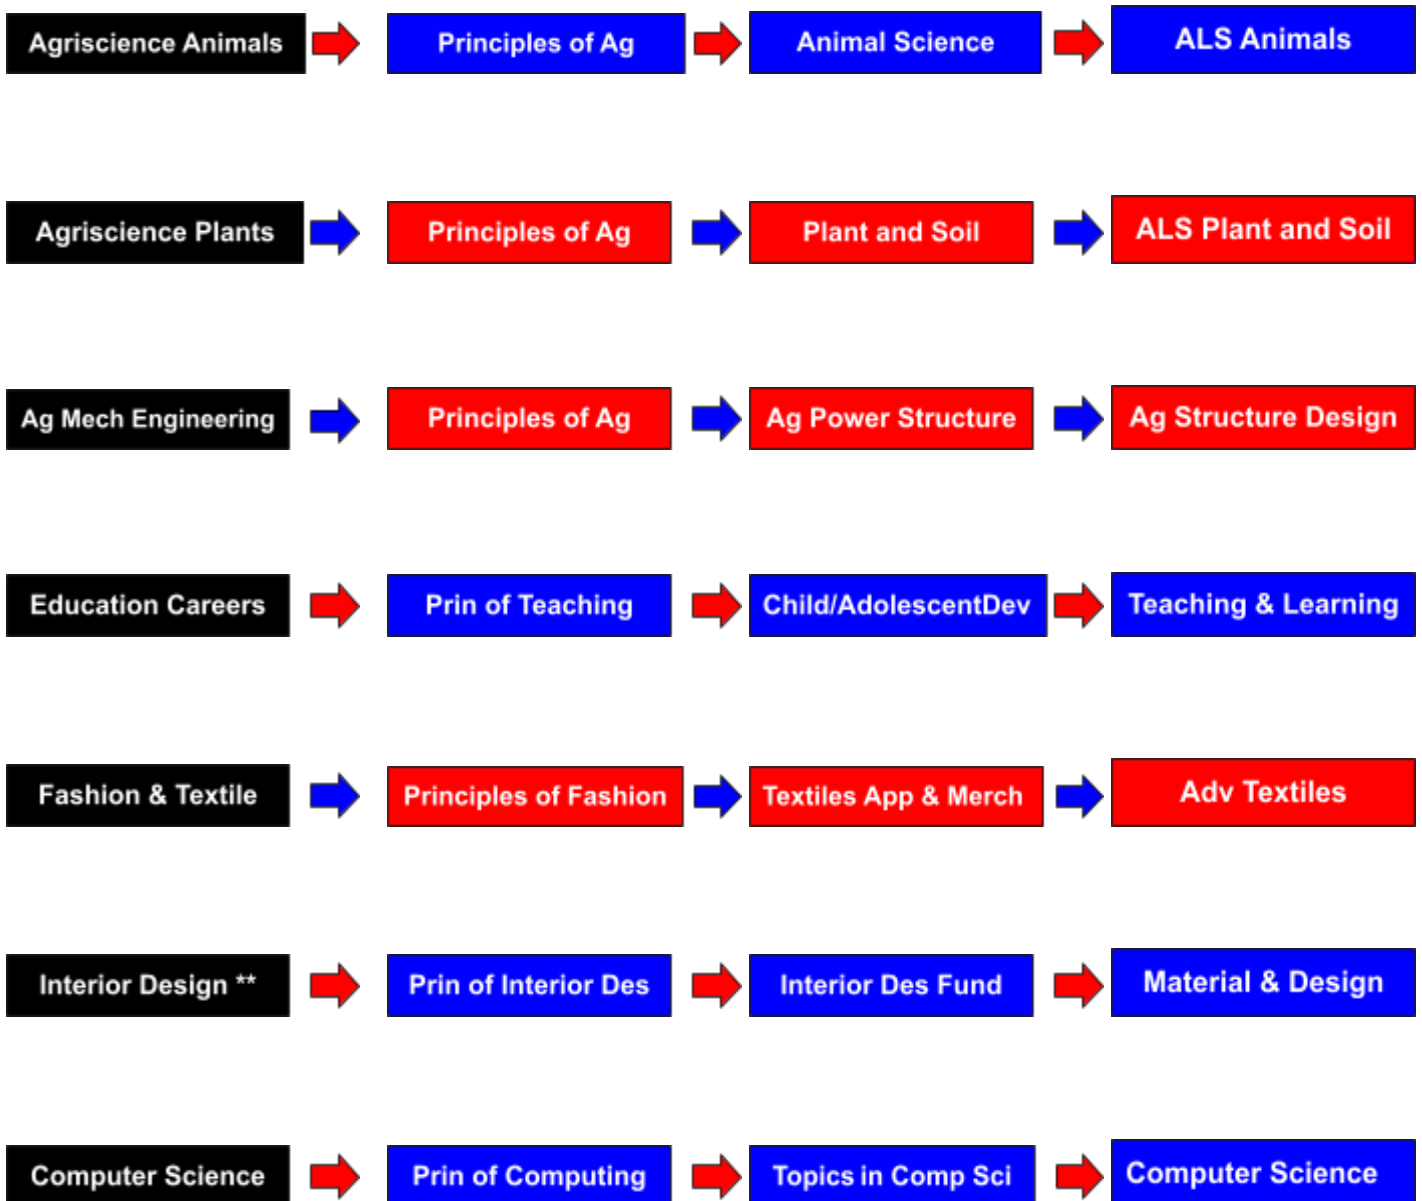 Agriscience Animals
Principles of Ag
Animal Science
ALS Animals
Agriscience Plants
Principles of Ag
Plant and Soil
ALS Plant and Soil
Ag Mech Engineering
Principles of Ag
Ag Power Structure
Ag Structure Design
Education Careers
Prin of Teaching
Child/AdolescentDev
Teaching & Learning
Fashion & Textile
Principles of Fashion
Textiles App & Merch
Adv Textiles
Interior Design **
Prin of Interior Des
Interior Des Fund
Material & Design
Computer Science
Prin of Computing
Topics in Comp Sci
Computer Science